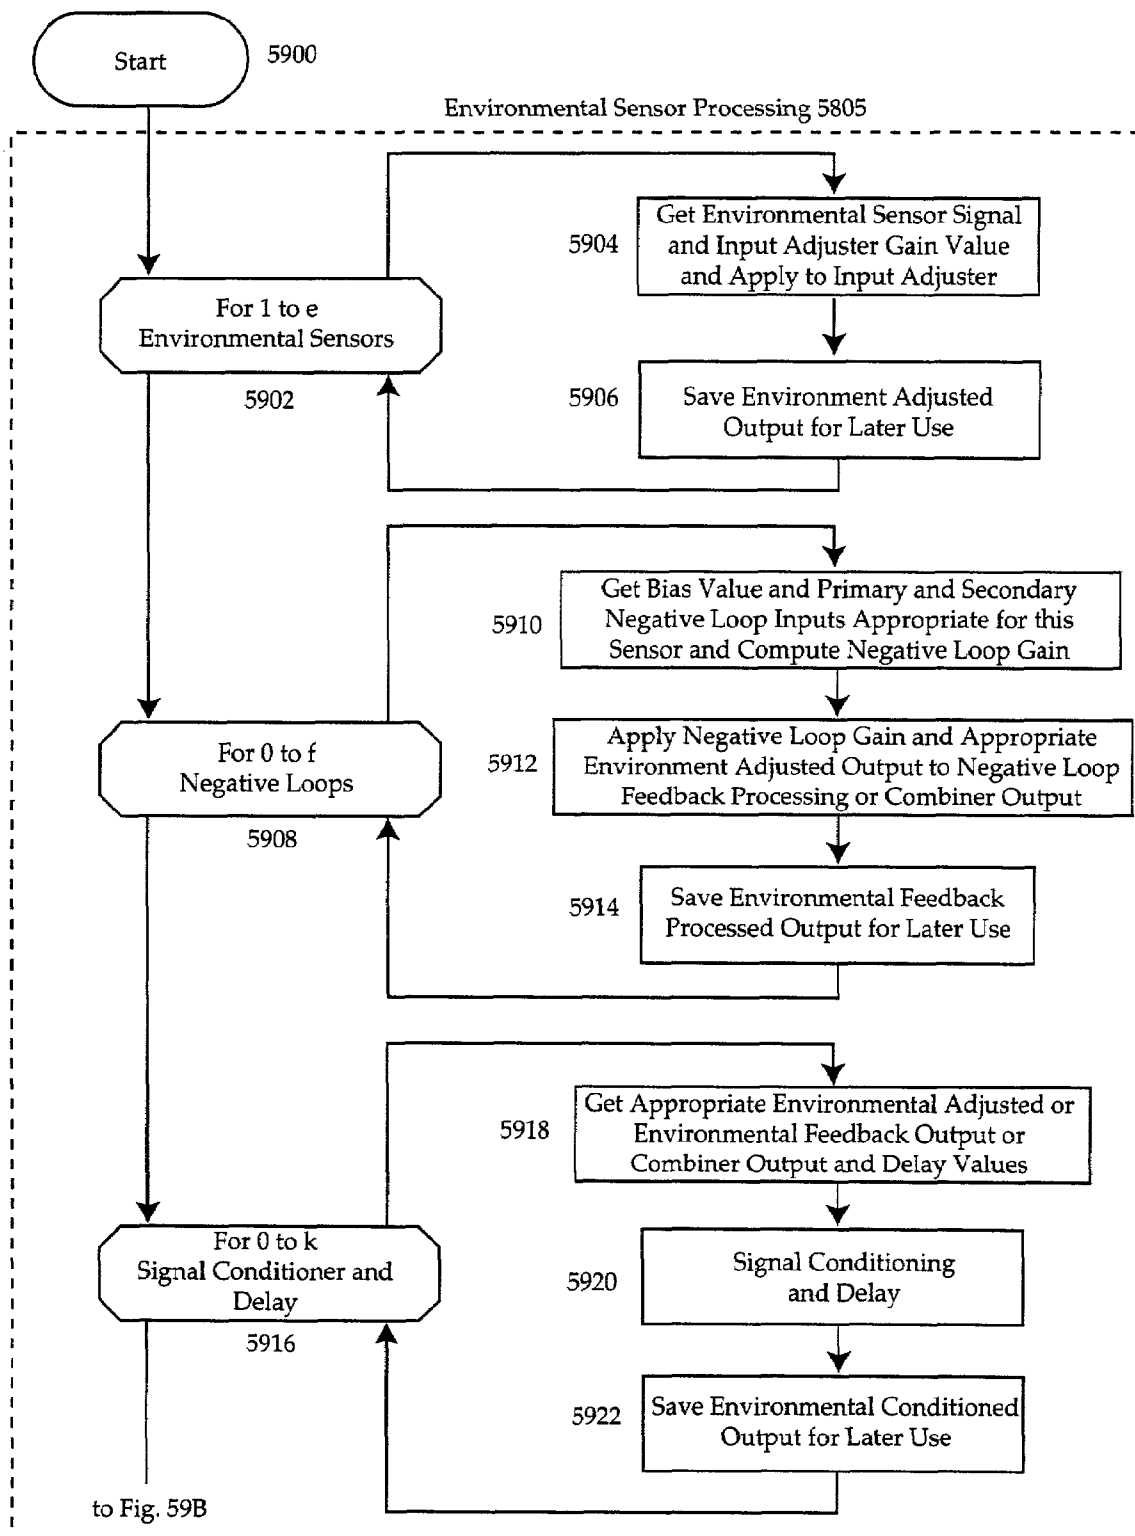 Start
5900
Environmental Sensor Processing 5805
For 1 to e
Environmental Sensors
5902
5904
Get Environmental Sensor Signal
and Input Adjuster Gain Value
and Apply to Input Adjuster
5906
Save Environment Adjusted
Output for Later Use
For 0 to f
Negative Loops
5908
5910
Get Bias Value and Primary and Secondary
Negative Loop Inputs Appropriate for this
Sensor and Compute Negative Loop Gain
5912
Apply Negative Loop Gain and Appropriate
Environment Adjusted Output to Negative Loop
Feedback Processing or Combiner Output
5914
Save Environmental Feedback
Processed Output for Later Use
For 0 to k
Signal Conditioner and
Delay
5916
5918
Get Appropriate Environmental Adjusted or
Environmental Feedback Output or
Combiner Output and Delay Values
5920
Signal Conditioning
and Delay
5922
Save Environmental Conditioned
Output for Later Use
to Fig. 59B